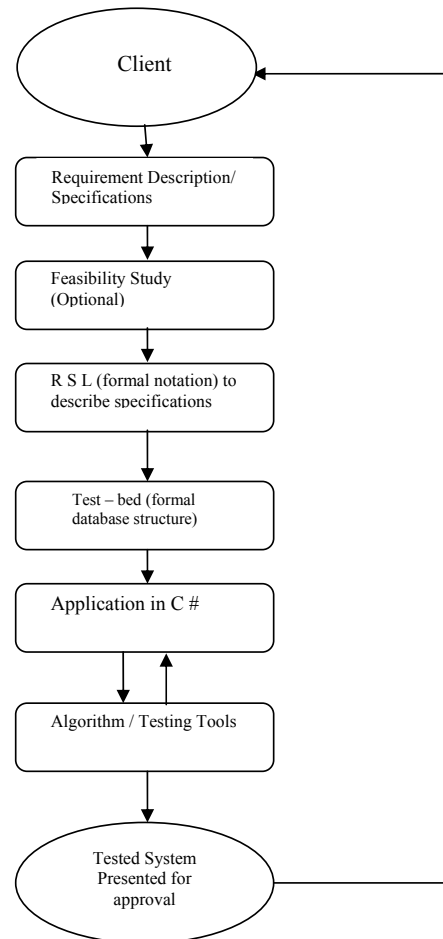 Client
Requirement Description/
Specifications
Feasibility Study
(Optional)
R S L (formal notation) to
describe specifications
Test – bed (formal
database structure)
Application in C #
Algorithm / Testing Tools
Tested System
Presented for
approval